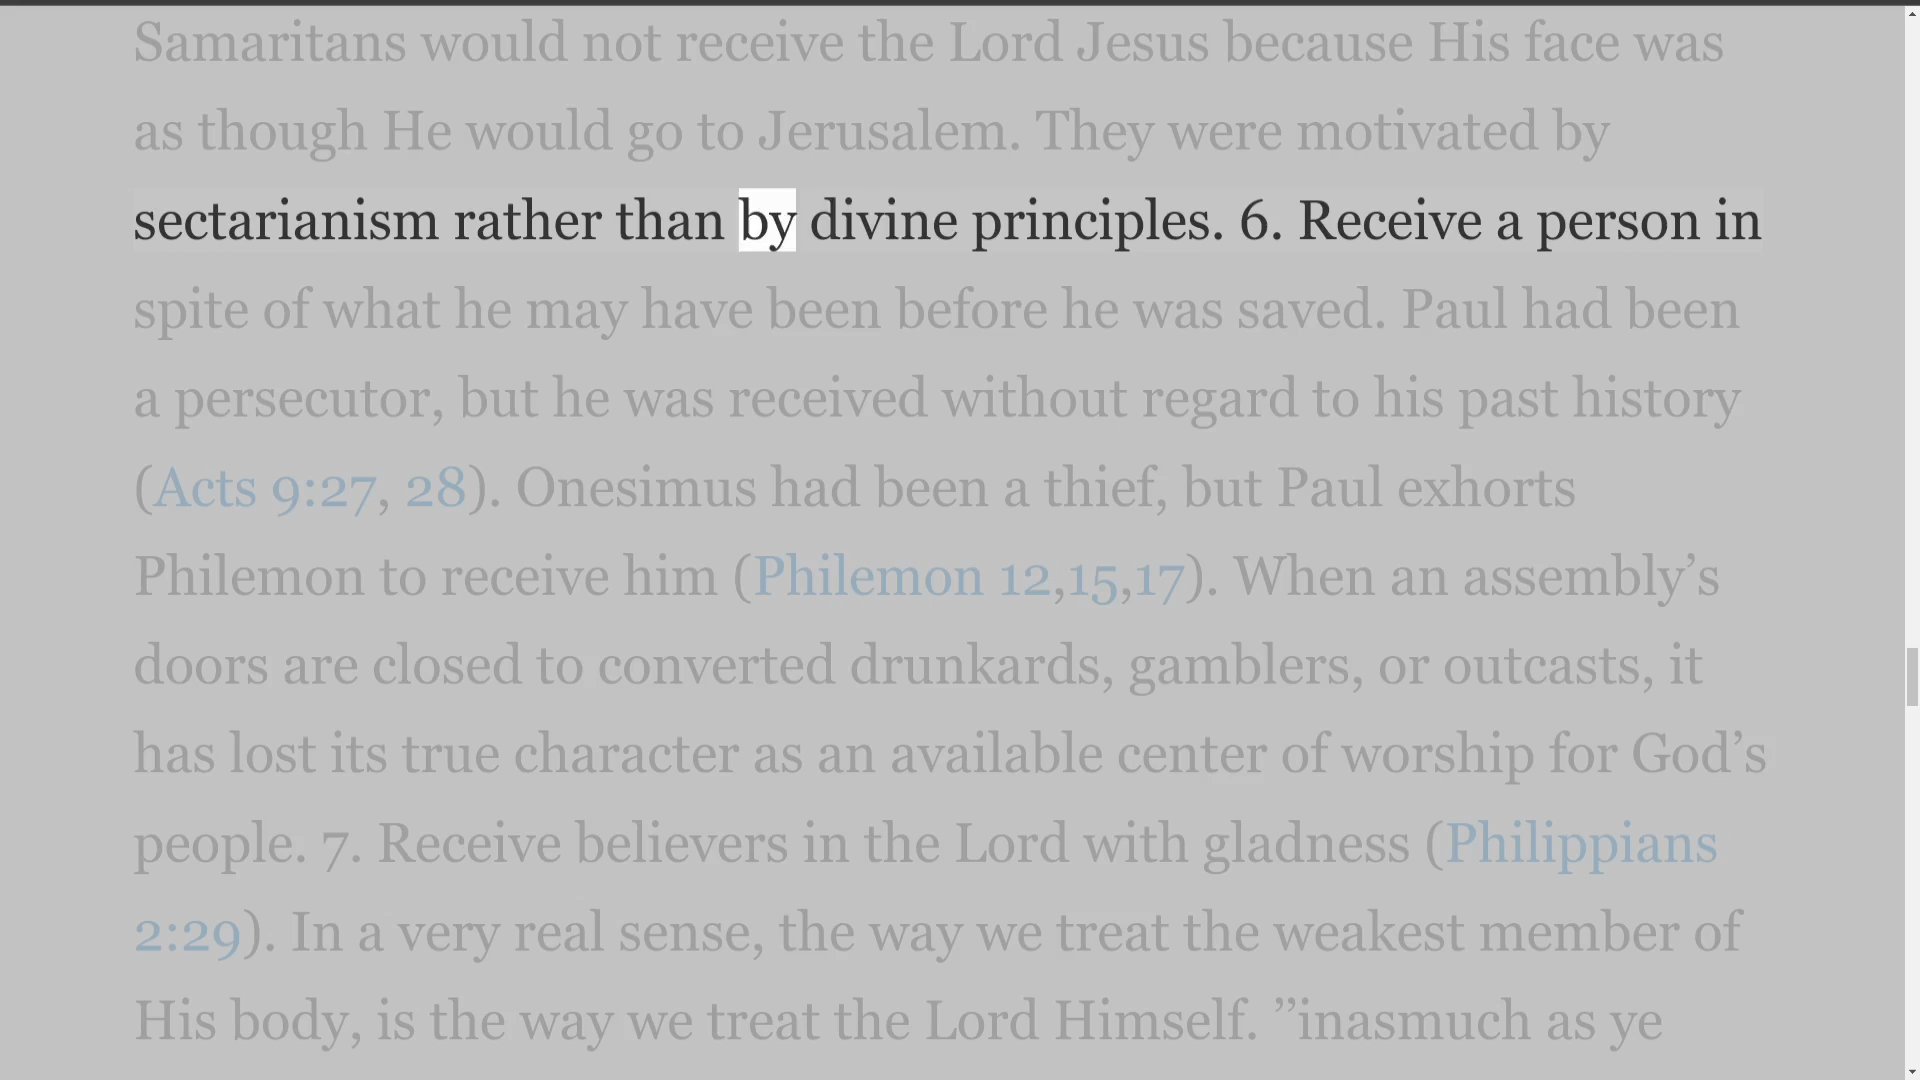 Samaritans would not receive the Lord Jesus because His face was
as though He would go to Jerusalem. They were motivated by
sectarianism rather than by divine principles. 6. Receive a person in
spite of what he may have been before he was saved. Paul had been
a persecutor, but he was received without regard to his past history
(Acts 9:27, 28). Onesimus had been a thief, but Paul exhorts
Philemon to receive him (Philemon 12,15,17). When an assembly’s
doors are closed to converted drunkards, gamblers, or outcasts, it
has lost its true character as an available center of worship for God’s
people. 7. Receive believers in the Lord with gladness (Philippians
2:29). In a very real sense, the way we treat the weakest member of
His body, is the way we treat the Lord Himself. ”inasmuch as ye